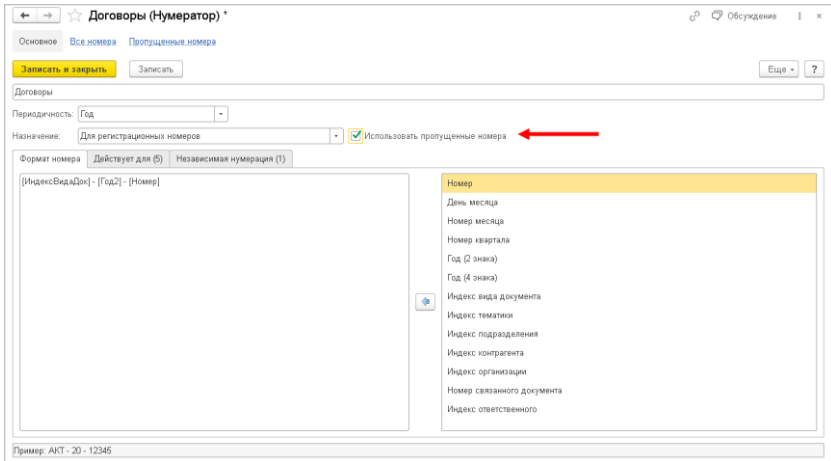 Договоры (Нумератор) *
Обсуждение
Основное Все номера Пропущенные номера
Записать и закрыть Записать Еще ?
Договоры
Периодичность: Год
Назначение: Для регистрационных номеров Использовать пропущенные номера
Формат номера Действует для (5) Независимая нумерация (1)
[ИндексВидаДок] - [Год2] - [Номер]
Номер
День месяца
Номер месяца
Номер квартала
Год (2 знака)
Год (4 знака)
Индекс вида документа
Индекс тематики
Индекс подразделения
Индекс контрагента
Индекс организации
Номер связанного документа
Индекс ответственного
Пример: АКТ - 20 - 12345